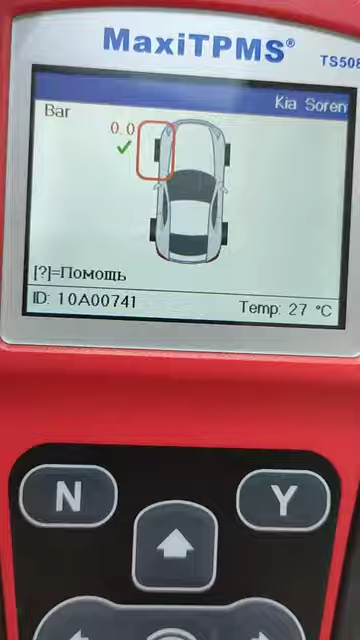 MaxiTPMS®
TS508
Kia Soren
Bar
0.0
[?]=Помощь
ID: 10A00741
Temp: 27 °C
N
Y